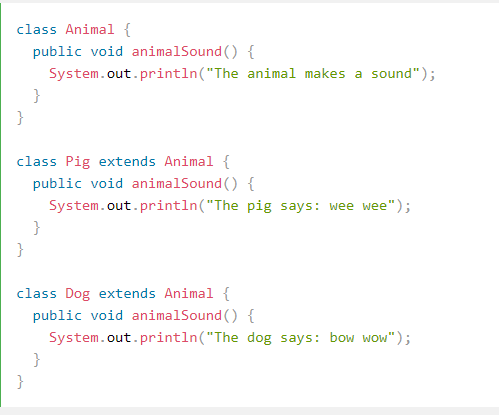 class Animal {
  public void animalSound() {
    System.out.println("The animal makes a sound");
  }
}

class Pig extends Animal {
  public void animalSound() {
    System.out.println("The pig says: wee wee");
  }
}

class Dog extends Animal {
  public void animalSound() {
    System.out.println("The dog says: bow wow");
  }
}